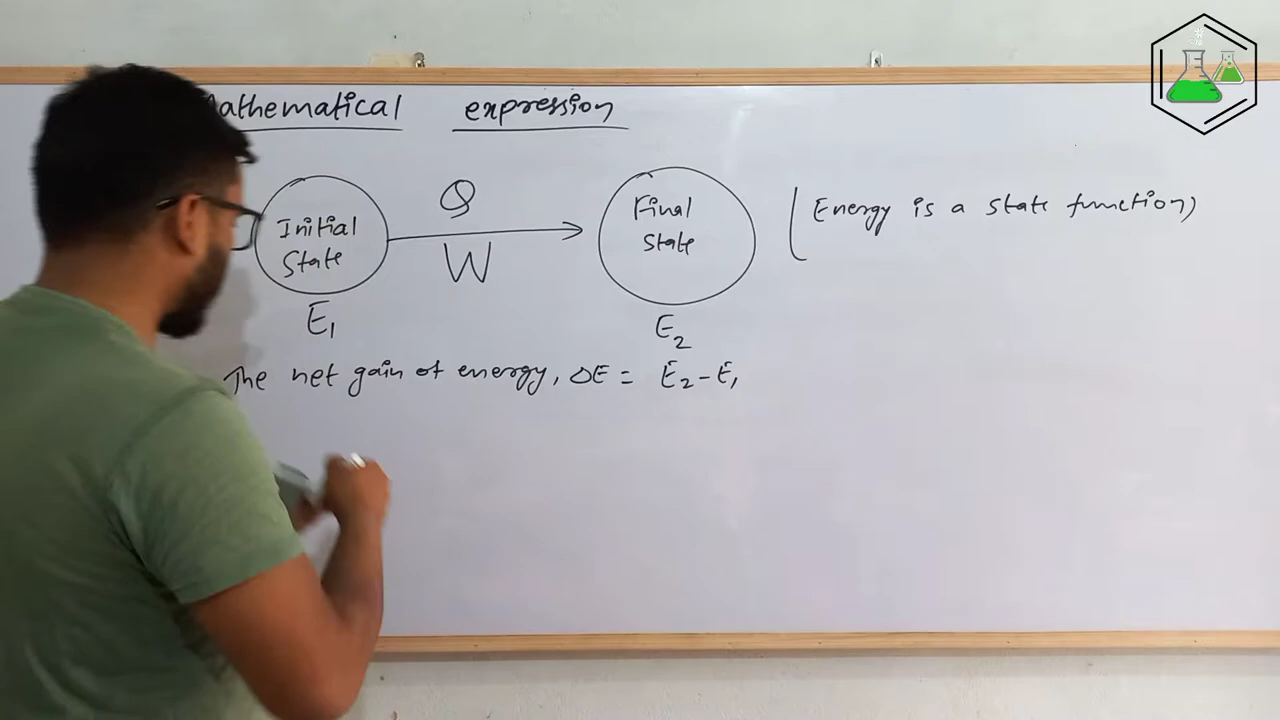 Mathematical expression
Initial State
Q
W
Final State
(Energy is a state function)
E₁
E₂
The net gain of energy, ΔE = E₂ - E₁